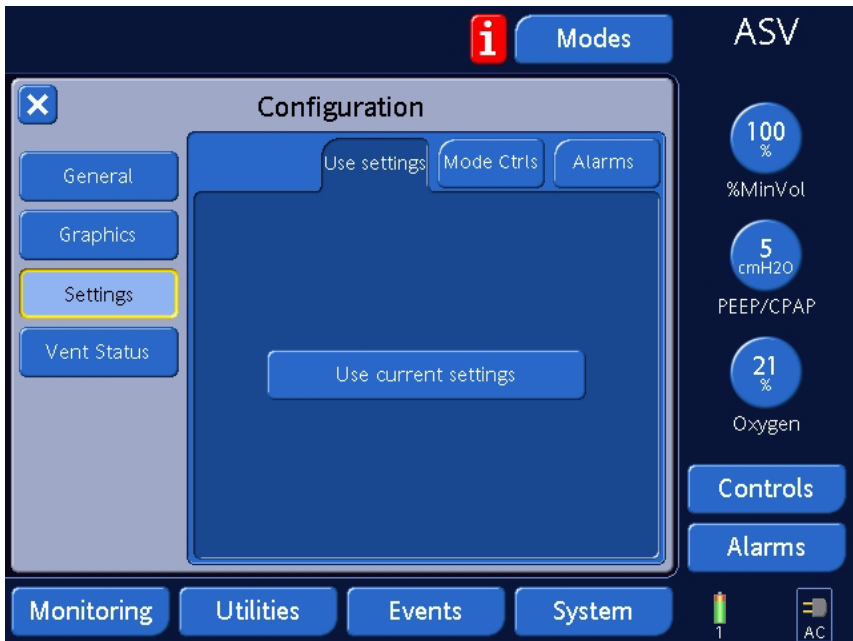 i
Modes
ASV
X
Configuration
Use settings
Mode Ctrls
Alarms
General
Graphics
Settings
Vent Status
Use current settings
100
%
%MinVol
5
cmH2O
PEEP/CPAP
21
%
Oxygen
Controls
Alarms
Monitoring
Utilities
Events
System
1
AC